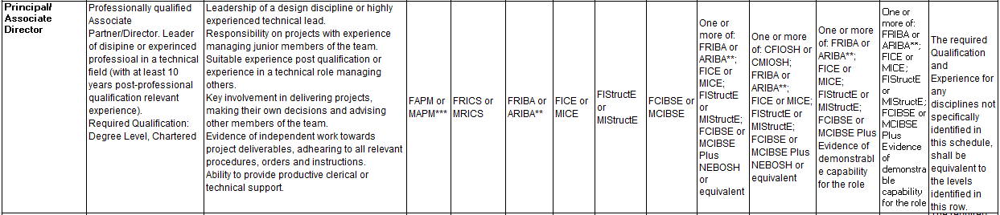 Principal/
Associate
Director
Professionally qualified
Associate
Partner/Director. Leader
of disipine or experinced
professioal in a technical
field (with at least 10
years post-professional
qualification relevant
experience).
Required Qualification:
Degree Level, Chartered
Leadership of a design discipline or highly
experienced technical lead.
Responsibility on projects with experience
managing junior members of the team.
Suitable experience post qualification or
experience in a technical role managing
others.
Key involvement in delivering projects,
making their own decisions and advising
other members of the team.
Evidence of independent work towards
project deliverables, adhearing to all relevant
procedures, orders and instructions.
Ability to provide productive clerical or
technical support.
FAPM or
MAPM***
FRICS or
MRICS
FRIBA or
ARIBA**
FICE or
MICE
FIStructE
or
MIStructE
FCIBSE or
MCIBSE
One or
more of:
FRIBA or
ARIBA**;
FICE or
MICE;
FIStructE
or
MIStructE;
FCIBSE or
MCIBSE
Plus
NEBOSH
or
equivalent
One or more
of: CFIOSH or
CMIOSH;
FRIBA or
ARIBA**;
FICE or MICE;
FIStructE or
MIStructE;
FCIBSE or
MCIBSE Plus
NEBOSH or
equivalent
One or more
of: FRIBA or
ARIBA**;
FICE or
MICE;
FIStructE or
MIStructE;
FCIBSE or
MCIBSE Plus
Evidence of
demonstrabl
e capability
for the role
One or
more of:
FRIBA or
ARIBA**;
FICE or
MICE;
FIStructE
or
MIStructE;
FCIBSE or
MCIBSE
Plus
Evidence
of
demonstra
ble
capability
for the role
The required
Qualification
and
Experience for
any
disciplines not
specifically
identified in
this schedule,
shall be
equivalent to
the levels
identified in
this row.
The required